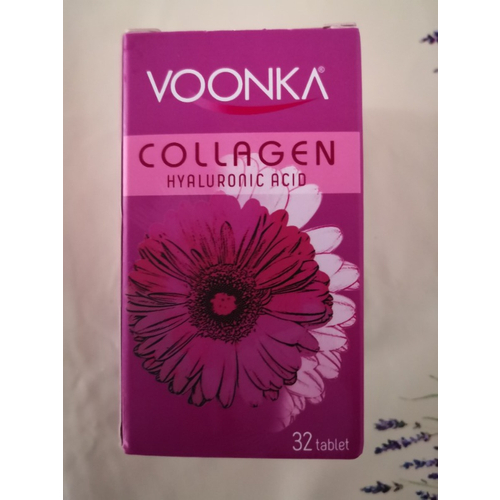 VOONKA®
COLLAGEN
HYALURONIC ACID
32 tablet